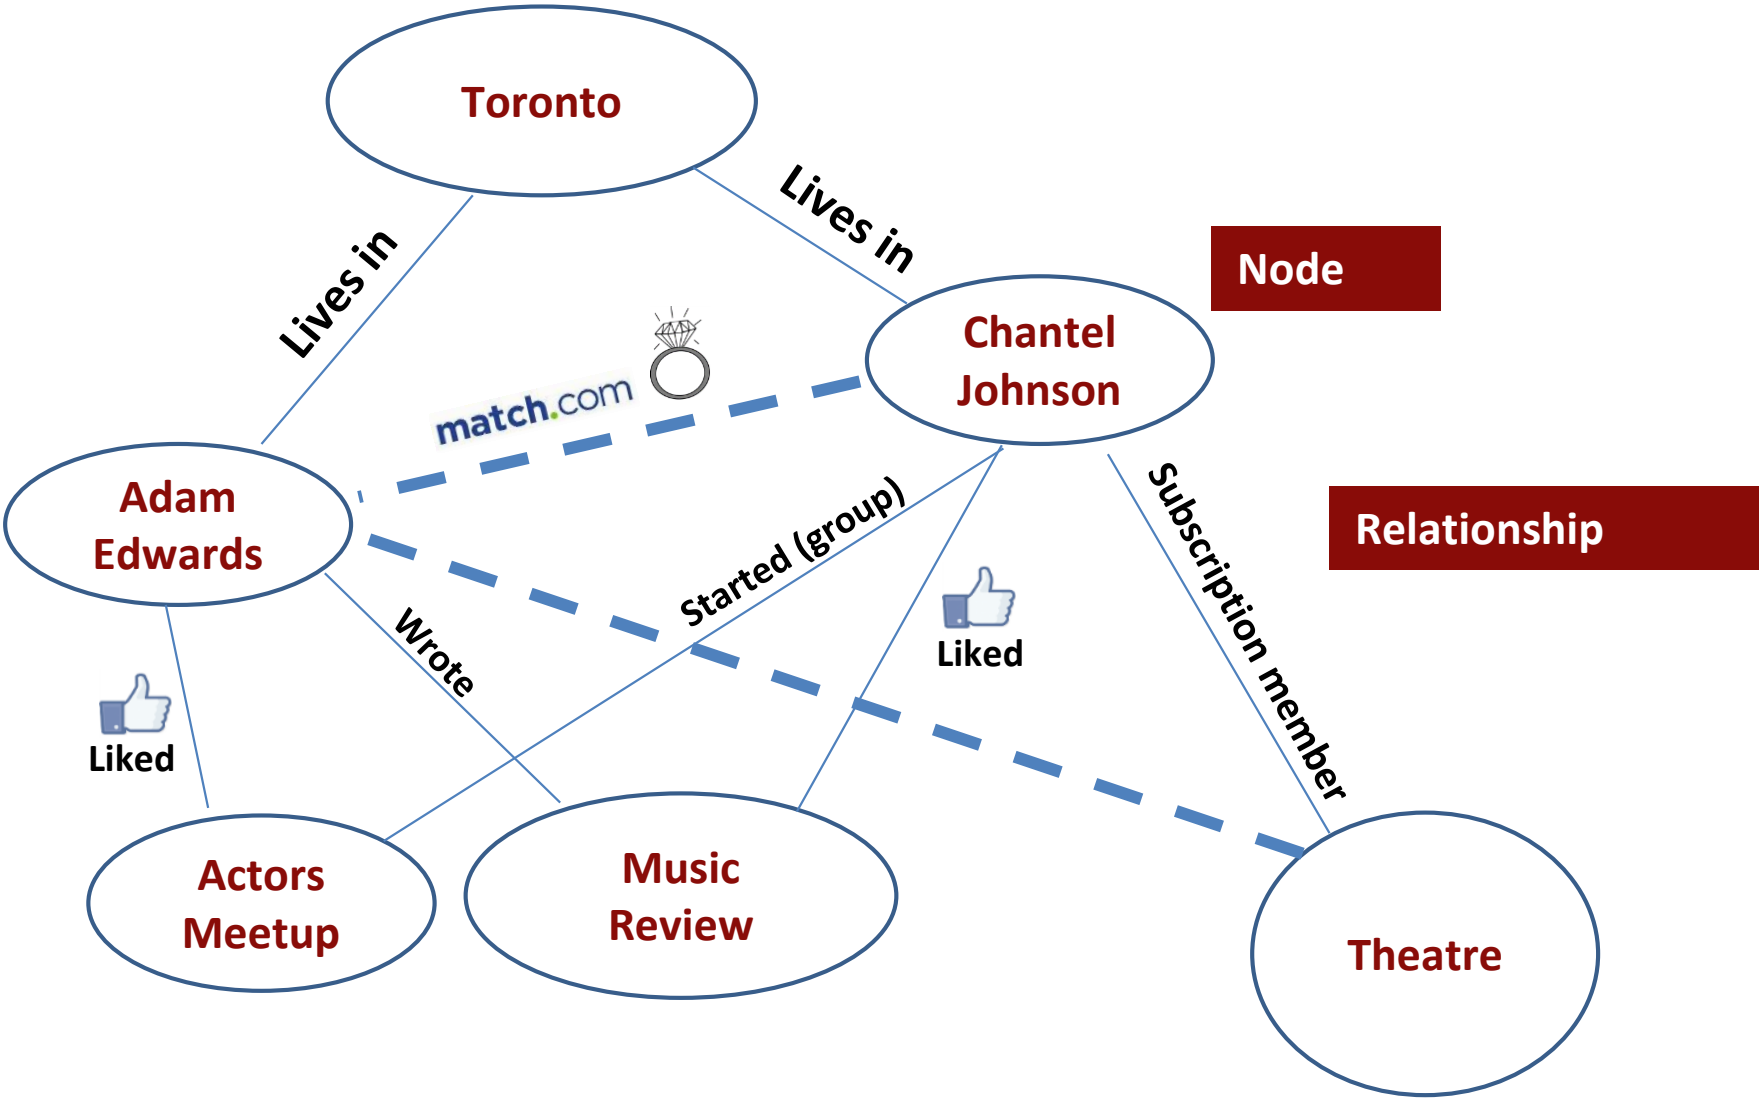 Toronto
Lives in
Lives in
Node
Chantel
Johnson
match.com
Adam
Edwards
Started (group)
Subscription member
Relationship
Wrote
Liked
Liked
Actors
Meetup
Music
Review
Theatre